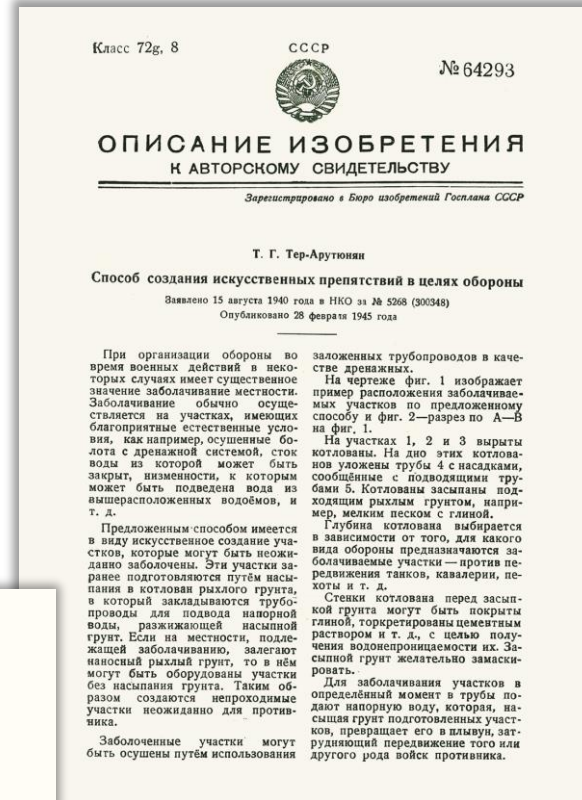 Класс 72g, 8
СССР
№ 64293
ОПИСАНИЕ ИЗОБРЕТЕНИЯ
К АВТОРСКОМУ СВИДЕТЕЛЬСТВУ
Зарегистрировано в Бюро изобретений Госплана СССР
Т. Г. Тер-Арутюнян
Способ создания искусственных препятствий в целях обороны
Заявлено 15 августа 1940 года в НКО за № 5268 (300348)
Опубликовано 28 февраля 1945 года
При организации обороны во
время военных действий в неко-
торых случаях имеет существенное
значение заболачивание местности.
Заболачивание обычно осуще-
ствляется на участках, имеющих
благоприятные естественные усло-
вия, как например, осушенные бо-
лота с дренажной системой, сток
воды из которой может быть
закрыт, низменности, к которым
может быть подведена вода из
вышерасположенных водоёмов, и
т. д.
Предложенным способом имеется
в виду искусственное создание уча-
стков, которые могут быть неожи-
данно заболочены. Эти участки за-
ранее подготовляются путём насы-
пания в котлован рыхлого грунта,
в который закладываются трубо-
проводы для подвода напорной
воды, разжижающей насыпной
грунт. Если на местности, подле-
жащей заболачиванию, залегают
наносный рыхлый грунт, то в нём
могут быть оборудованы участки
без насыпания грунта. Таким об-
разом создаются непроходимые
участки неожиданно для против-
ника.
Заболоченные участки могут
быть осушены путём использования
заложенных трубопроводов в каче-
стве дренажных.
На чертеже фиг. 1 изображает
пример расположения заболачивае-
мых участков по предложенному
способу и фиг. 2—разрез по А—В
на фиг. 1.
На участках 1, 2 и 3 вырыты
котлованы. На дно этих котлова-
нов уложены трубы 4 с насадками,
сообщённые с подводящими тру-
бами 5. Котлованы засыпаны под-
ходящим рыхлым грунтом, напри-
мер, мелким песком с глиной.
Глубина котлована выбирается
в зависимости от того, для какого
вида обороны предназначаются за-
болачиваемые участки — против пе-
редвижения танков, кавалерии, пе-
хоты и т. д.
Стенки котлована перед засып-
кой грунта могут быть покрыты
глиной, торкретированы цементным
раствором и т. д., с целью полу-
чения водонепроницаемости их. За-
сыпной грунт желательно замаски-
ровать.
Для заболачивания участков в
определённый момент в трубы по-
дают напорную воду, которая, на-
сыщая грунт подготовленных участ-
ков, превращает его в плывун, зат-
рудняющий передвижение того или
другого рода войск противника.